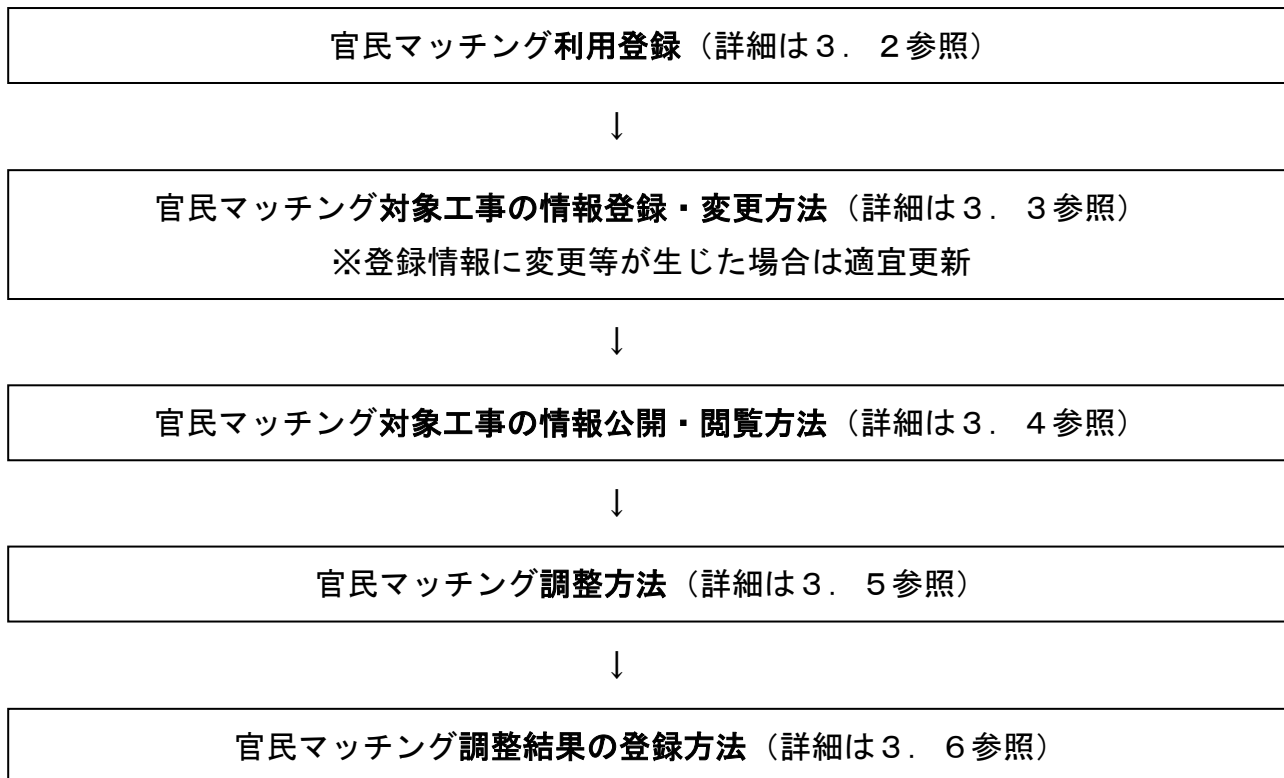 官民マッチング利用登録（詳細は３．２参照）
↓
官民マッチング対象工事の情報登録・変更方法（詳細は３．３参照）
※登録情報に変更等が生じた場合は適宜更新
↓
官民マッチング対象工事の情報公開・閲覧方法（詳細は３．４参照）
↓
官民マッチング調整方法（詳細は３．５参照）
↓
官民マッチング調整結果の登録方法（詳細は３．６参照）